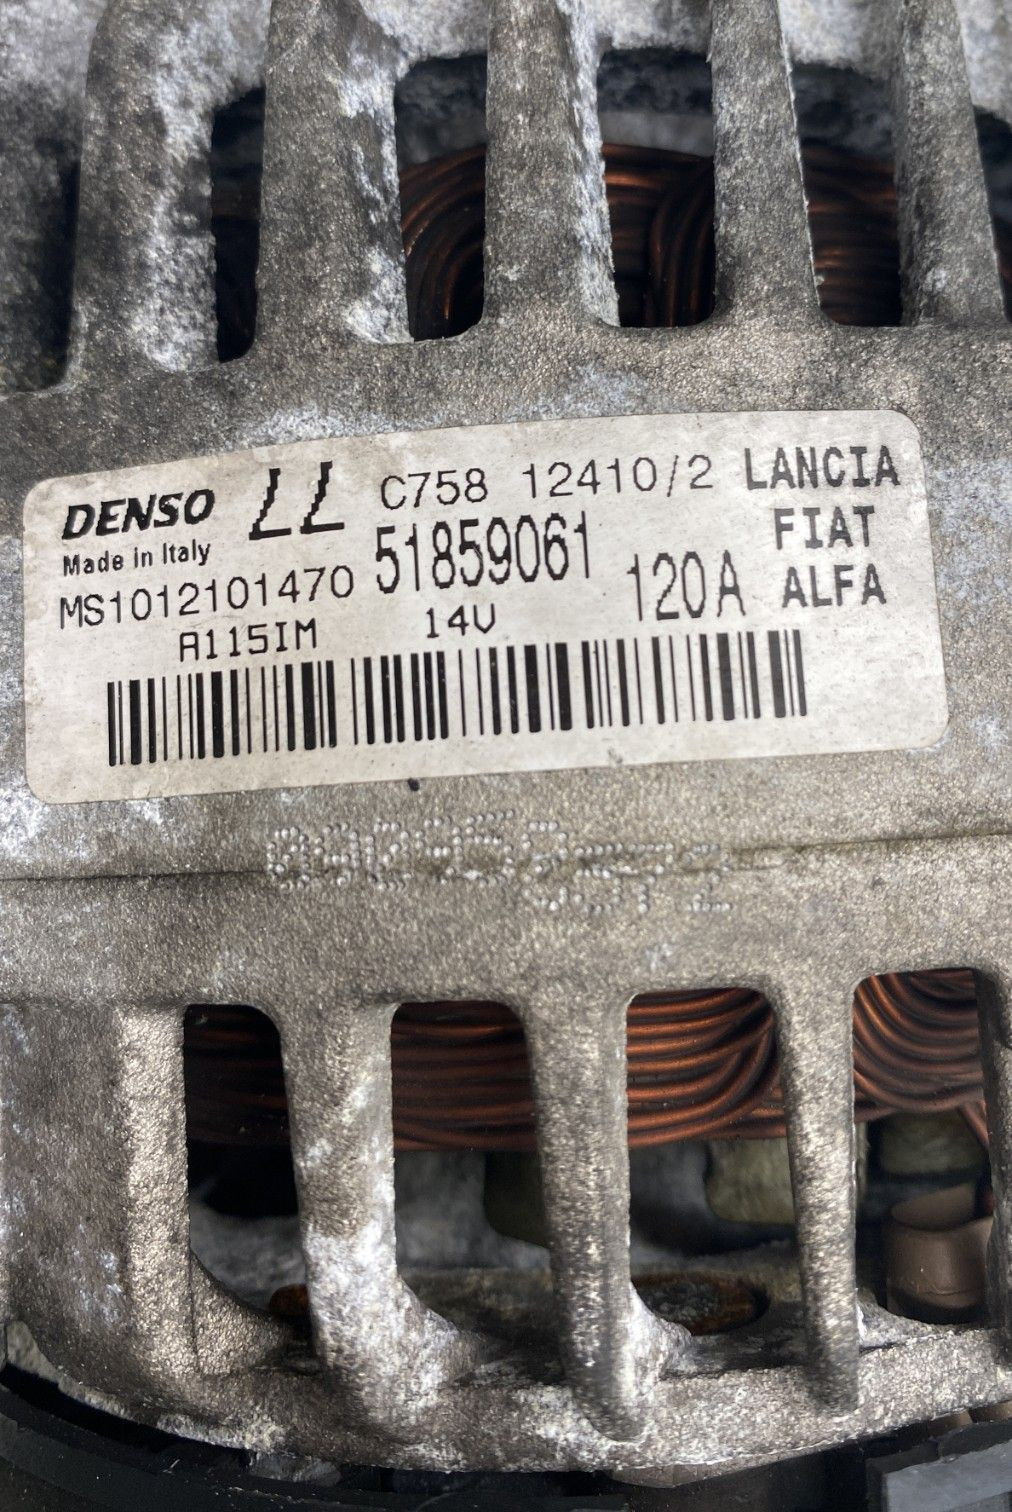 DENSO LL C758 12410/2 LANCIA
Made in Italy 51859061 FIAT
MS1012101470 120A ALFA
A115IM 14V